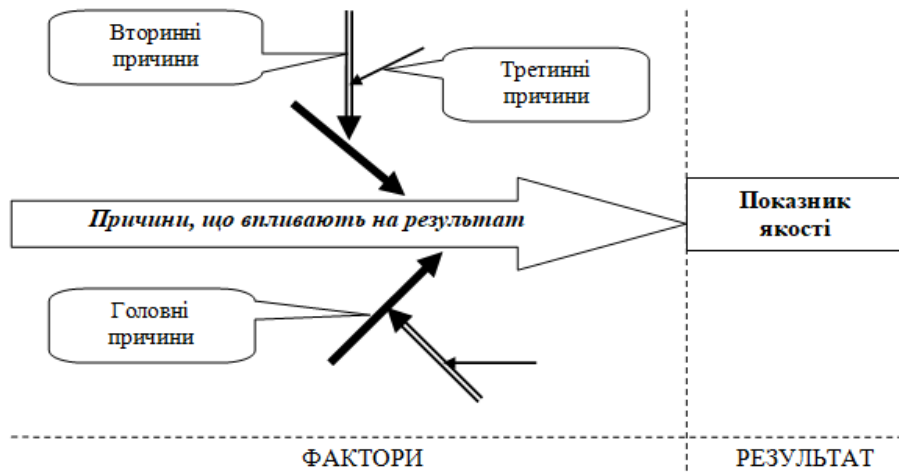 Вторинні
причини
Третинні
причини
Причини, що впливають на результат
Показник
якості
Головні
причини
ФАКТОРИ
РЕЗУЛЬТАТ